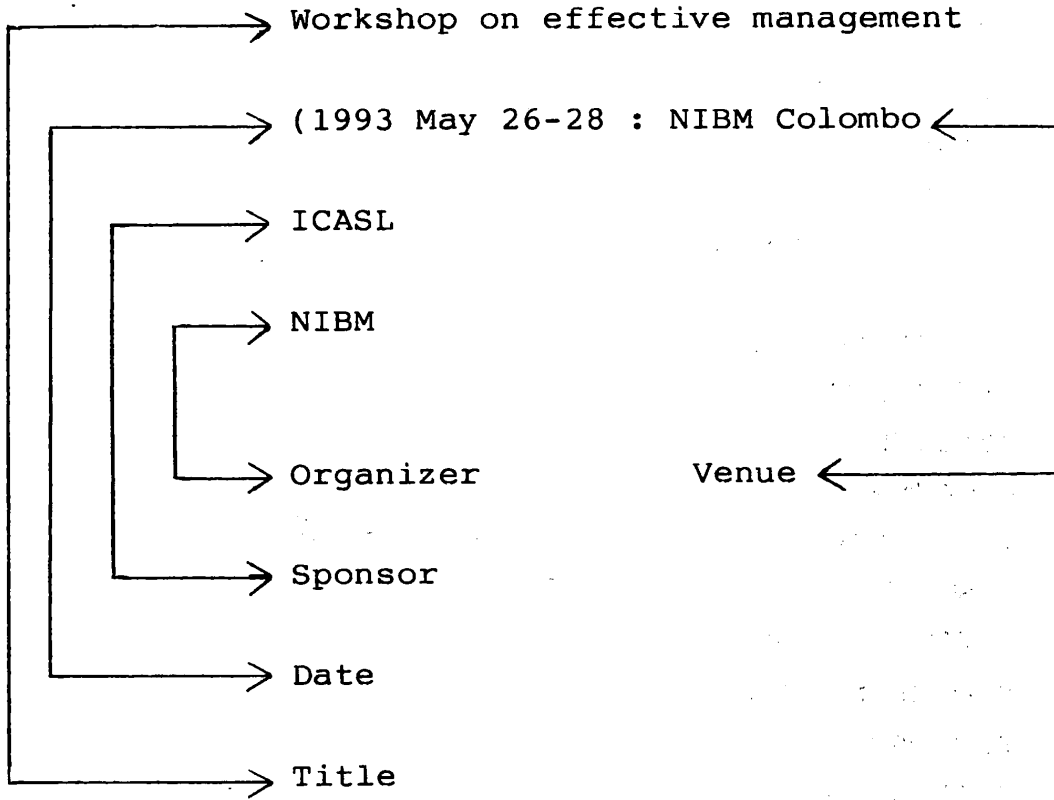 Workshop on effective management
(1993 May 26-28 : NIBM Colombo
ICASL
NIBM
Organizer Venue
Sponsor
Date
Title